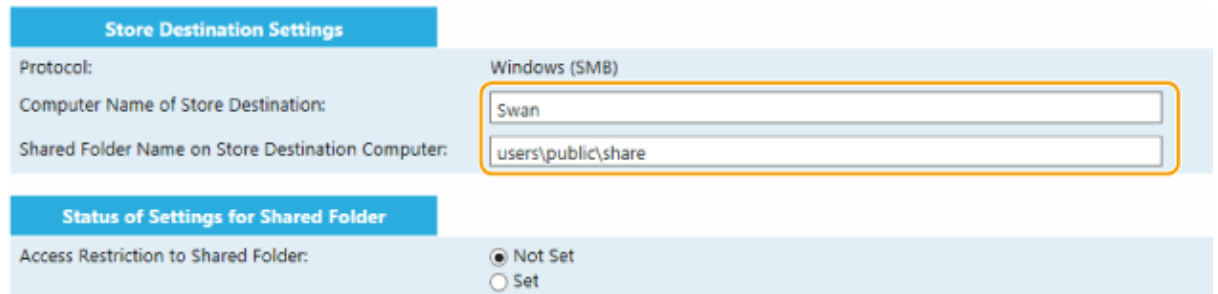 Store Destination Settings
Protocol: Windows (SMB)
Computer Name of Store Destination: Swan
Shared Folder Name on Store Destination Computer: users\public\share
Status of Settings for Shared Folder
Access Restriction to Shared Folder: Not Set
Set